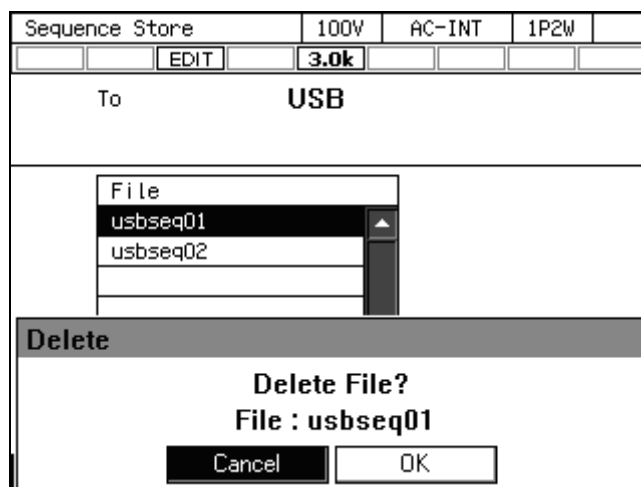 Sequence Store 100V AC-INT 1P2W
EDIT 3.0k
To USB
File
usbseq01
usbseq02
Delete
Delete File?
File : usbseq01
Cancel OK